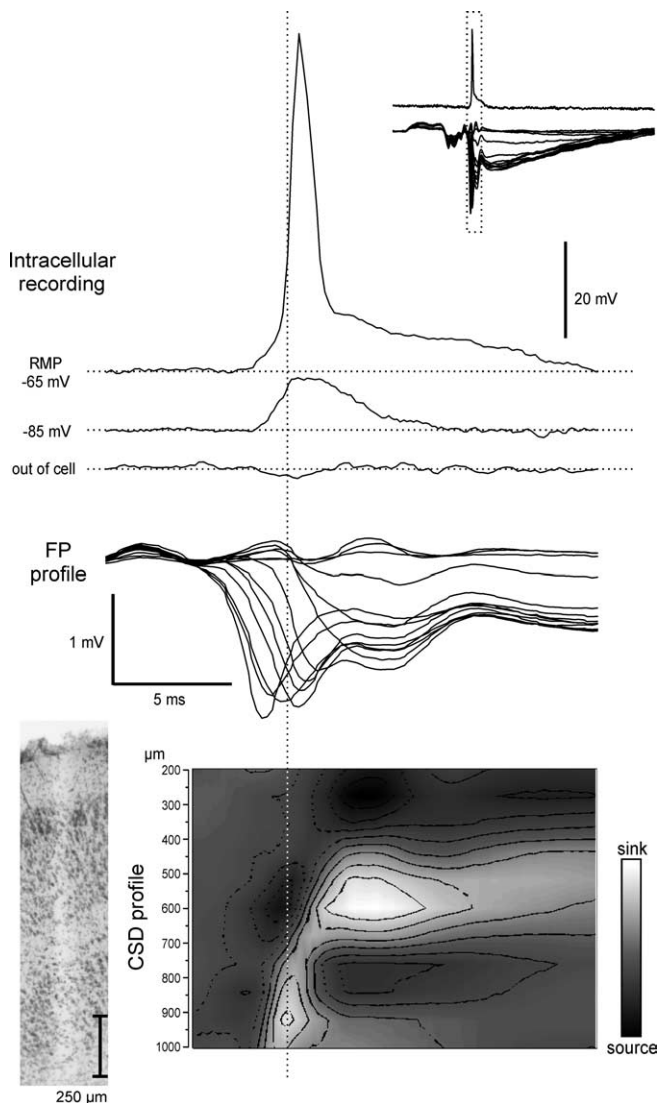 Intracellular
recording
20 mV
RMP
-65 mV
-85 mV
out of cell
FP
profile
1 mV
5 ms
µm
200
300
400
500
600
700
800
900
1000
CSD profile
sink
source
250 µm